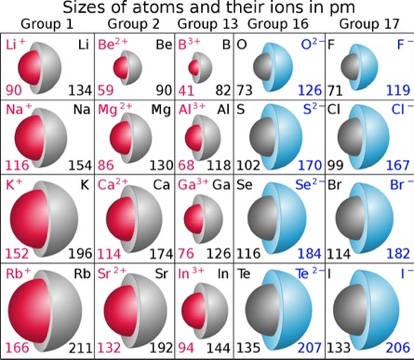 Sizes of atoms and their ions in pm
Group 1 Group 2 Group 13 Group 16 Group 17
Li⁺ Li Be²⁺ Be B³⁺ B O O²⁻ F F⁻
90 134 59 90 41 82 73 126 71 119
Na⁺ Na Mg²⁺ Mg Al³⁺ Al S S²⁻ Cl Cl⁻
116 154 86 130 68 118 102 170 99 167
K⁺ K Ca²⁺ Ca Ga³⁺ Ga Se Se²⁻ Br Br⁻
152 196 114 174 76 126 116 184 114 182
Rb⁺ Rb Sr²⁺ Sr In³⁺ In Te Te²⁻ I I⁻
166 211 132 192 94 144 135 207 133 206